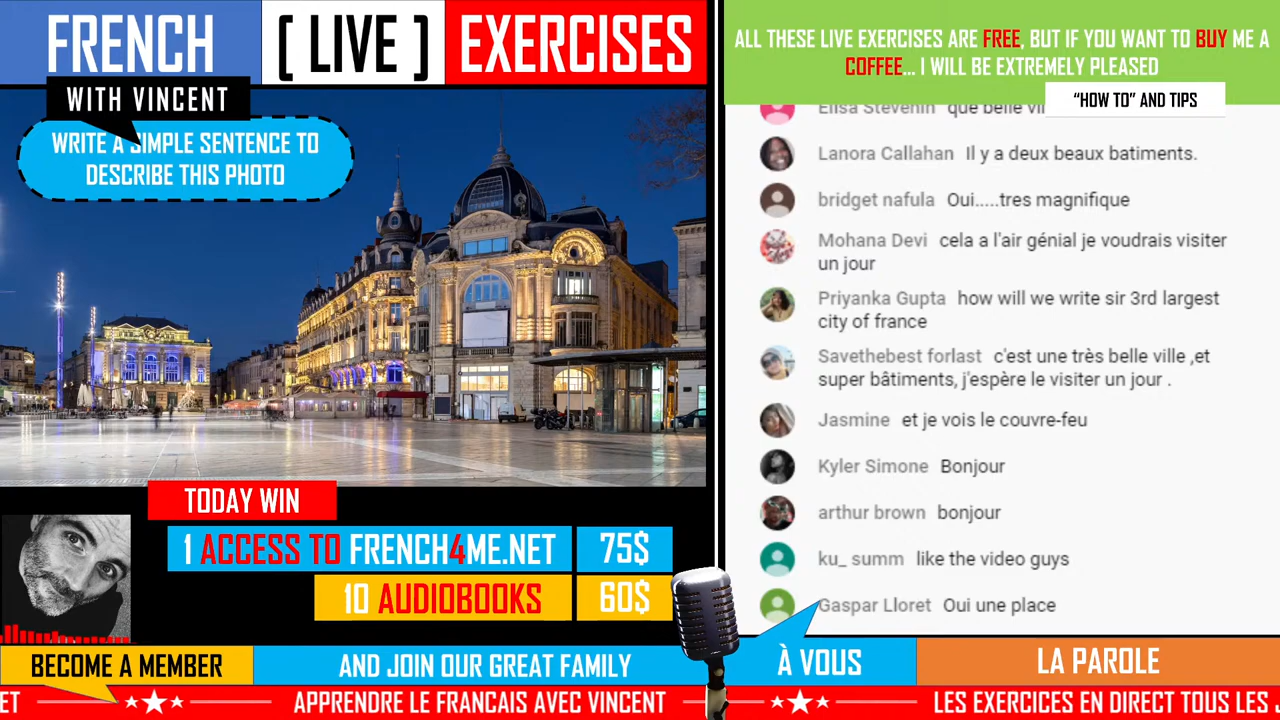 FRENCH [ LIVE ] EXERCISES
WITH VINCENT
WRITE A SIMPLE SENTENCE TO
DESCRIBE THIS PHOTO
TODAY WIN
1 ACCESS TO FRENCH4ME.NET 75$
10 AUDIOBOOKS 60$
ALL THESE LIVE EXERCISES ARE FREE, BUT IF YOU WANT TO BUY ME A
COFFEE... I WILL BE EXTREMELY PLEASED
“HOW TO” AND TIPS
Elisa Stevenin que belle
Lanora Callahan Il y a deux beaux batiments.
bridget nafula Oui.....tres magnifique
Mohana Devi cela a l'air génial je voudrais visiter
un jour
Priyanka Gupta how will we write sir 3rd largest
city of france
Savethebest forlast c'est une très belle ville ,et
super bâtiments, j'espère le visiter un jour .
Jasmine et je vois le couvre-feu
Kyler Simone Bonjour
arthur brown bonjour
ku_ summ like the video guys
Gaspar Lloret Oui une place
BECOME A MEMBER AND JOIN OUR GREAT FAMILY À VOUS LA PAROLE
ET APPRENDRE LE FRANCAIS AVEC VINCENT LES EXERCICES EN DIRECT TOUS LES